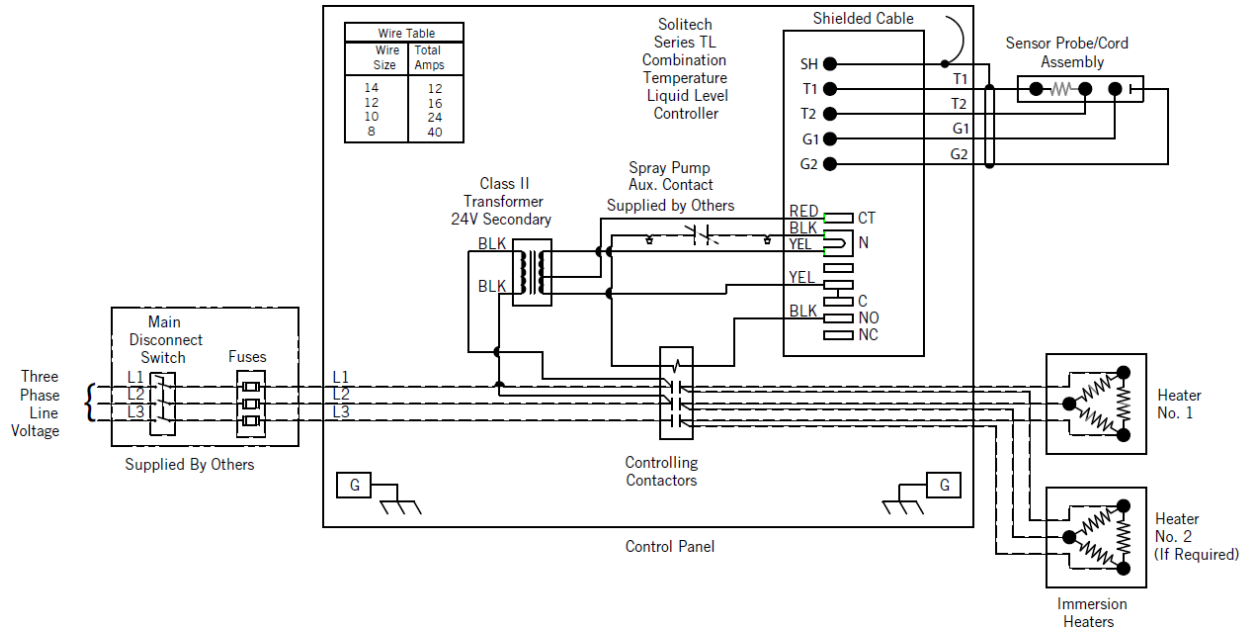 Wire Table
Wire Size
Total Amps
14 12
12 16
10 24
8 40
Solitech
Series TL
Combination
Temperature
Liquid Level
Controller
Shielded Cable
SH
T1
T2
G1
G2
T1
T2
G1
G2
Sensor Probe/Cord
Assembly
Class II
Transformer
24V Secondary
Spray Pump
Aux. Contact
Supplied by Others
RED
BLK
YEL
YEL
BLK
CT
N
C
NO
NC
BLK
BLK
Main
Disconnect
Switch
Fuses
Three
Phase
Line
Voltage
L1
L2
L3
L1
L2
L3
Supplied By Others
Controlling
Contactors
G
G
Control Panel
Heater
No. 1
Heater
No. 2
(If Required)
Immersion
Heaters